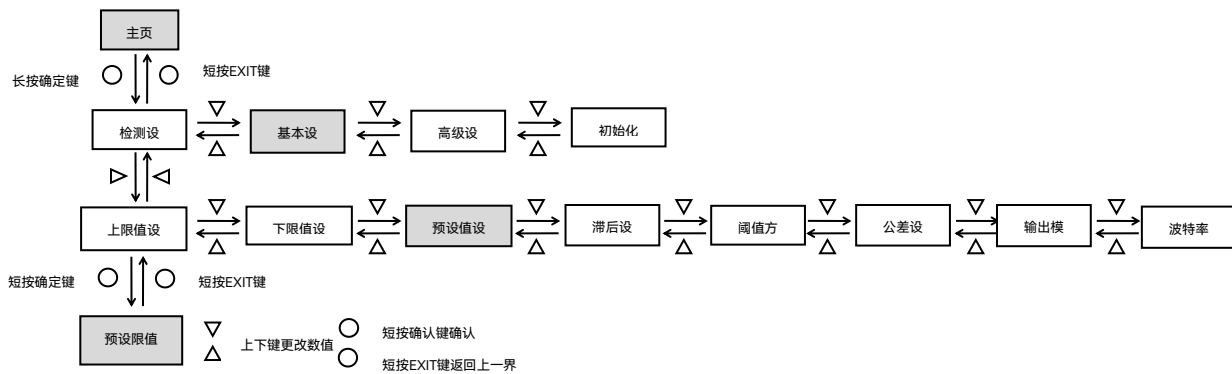 主页
长按确定键
短按EXIT键
检测设
基本设
高级设
初始化
上限值设
下限值设
预设值设
滞后设
阈值方
公差设
输出模
波特率
短按确定键
短按EXIT键
预设限值
上下键更改数值
短按确认键确认
短按EXIT键返回上一界